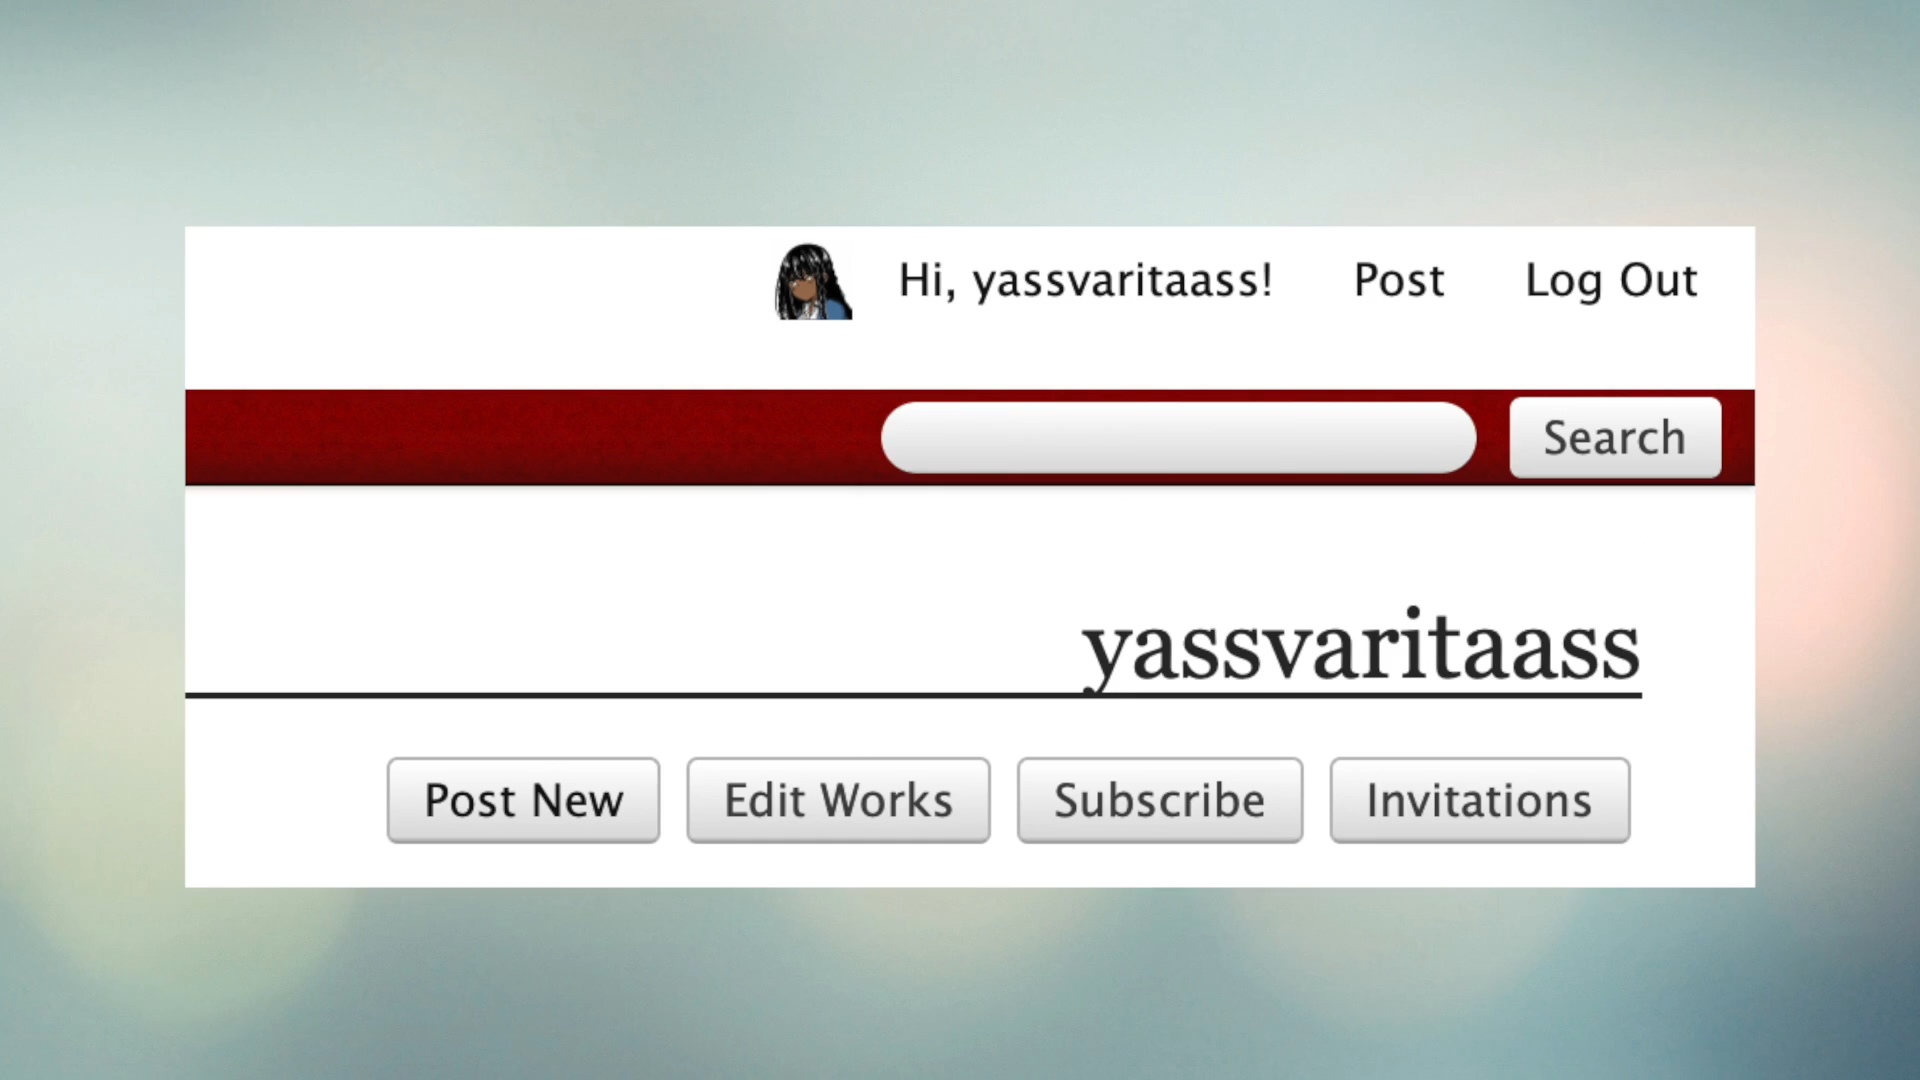 Hi, yassvaritaass! Post Log Out
Search
yassvaritaass
Post New Edit Works Subscribe Invitations